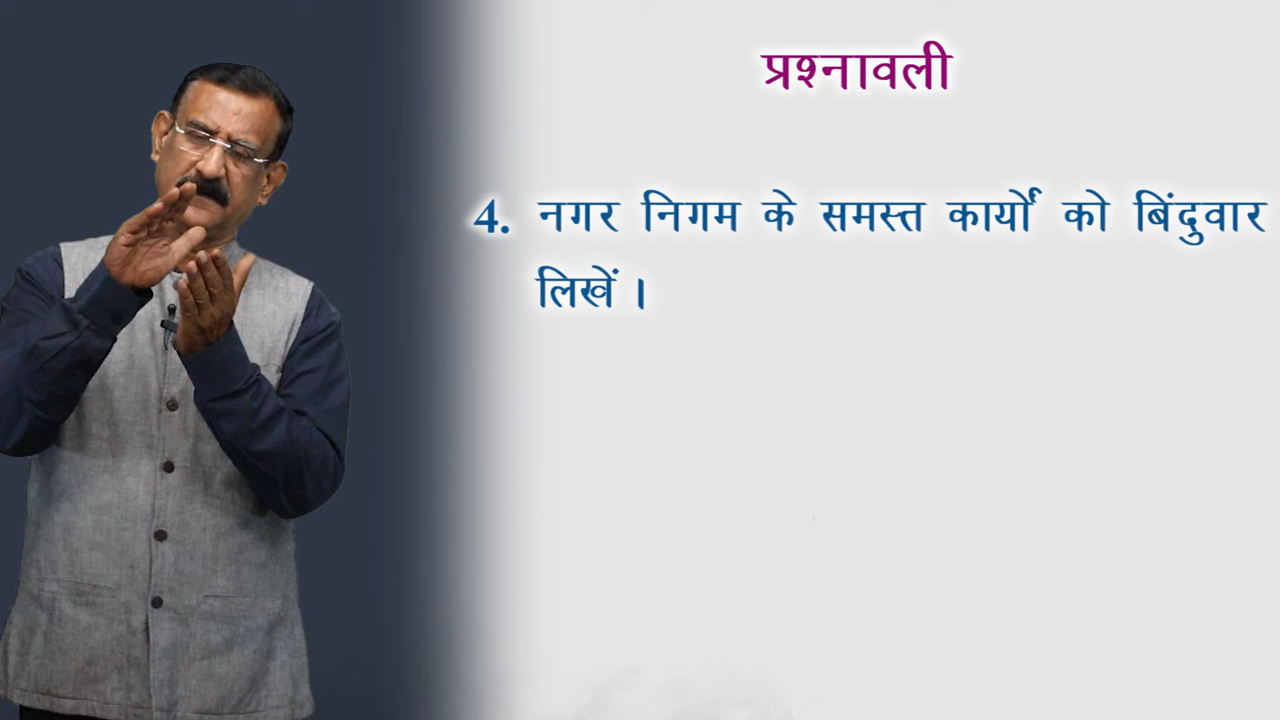 प्रश्नावली
4. नगर निगम के समस्त कार्यों को बिंदुवार
लिखें ।